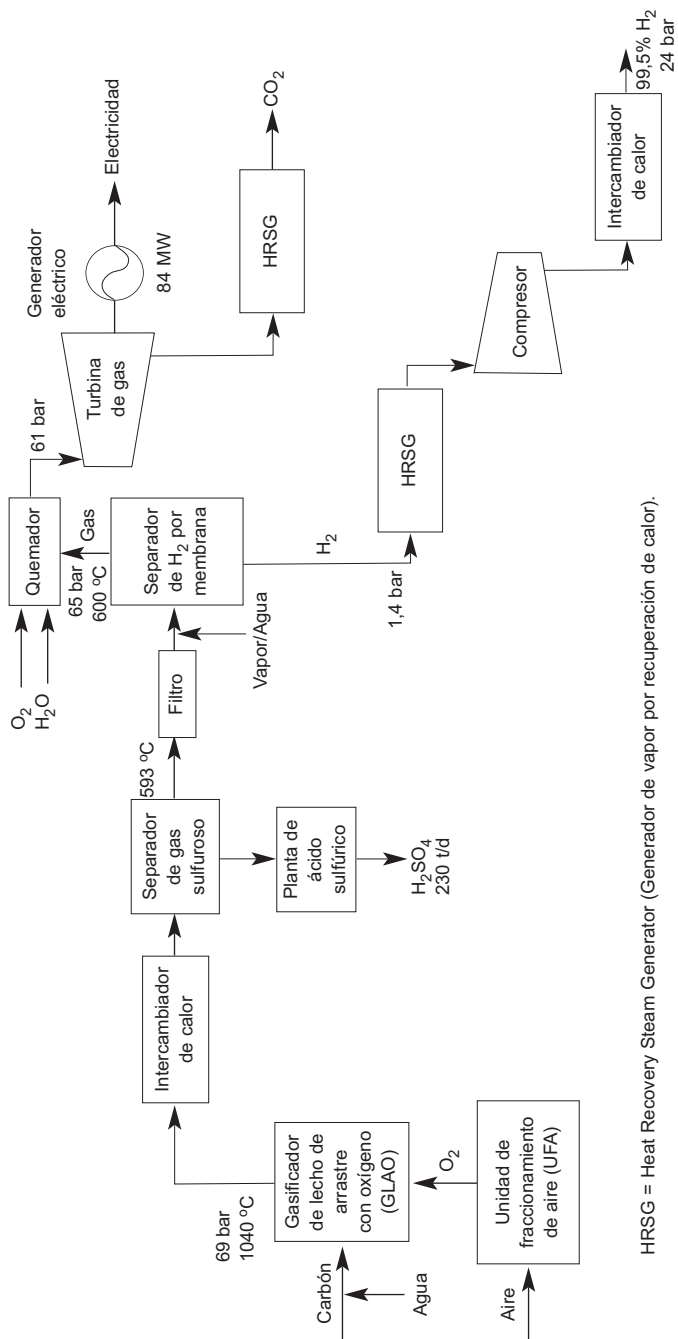 Carbón
Agua
Aire
69 bar
1040 ºC
Gasificador
de lecho de
arrastre
con oxígeno
(GLAO)
O2
Unidad de
fraccionamiento
de aire (UFA)
Intercambiador
de calor
Separador
de gas
sulfuroso
593 ºC
Planta de
ácido
sulfúrico
H2SO4
230 t/d
Filtro
Vapor/Agua
O2
H2O
Quemador
65 bar
600 ºC
Gas
Separador
de H2 por
membrana
61 bar
Turbina
de gas
Generador
eléctrico
84 MW
Electricidad
HRSG
CO2
H2
1,4 bar
HRSG
Compresor
Intercambiador
de calor
99,5% H2
24 bar
HRSG = Heat Recovery Steam Generator (Generador de vapor por recuperación de calor).